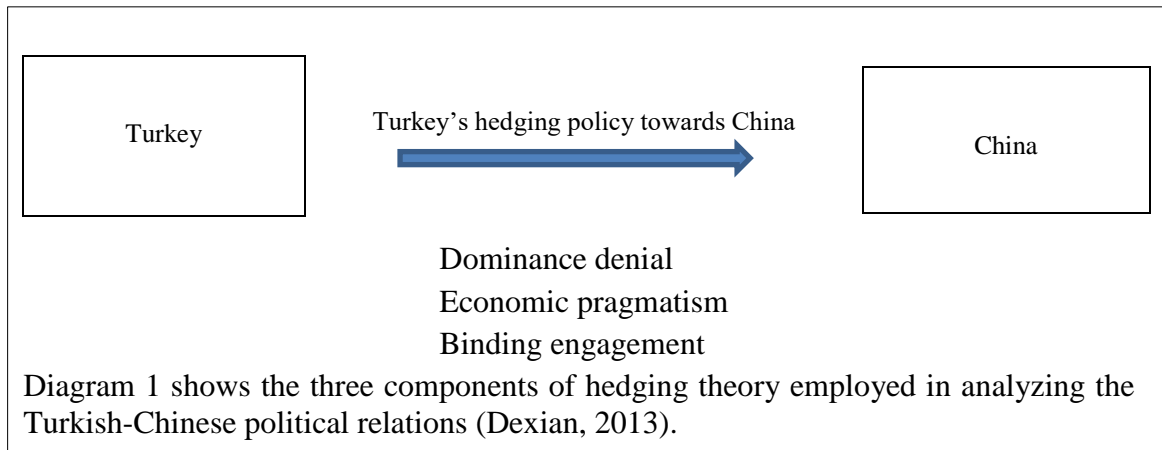 Turkey
Turkey’s hedging policy towards China
China
Dominance denial
Economic pragmatism
Binding engagement
Diagram 1 shows the three components of hedging theory employed in analyzing the
Turkish-Chinese political relations (Dexian, 2013).